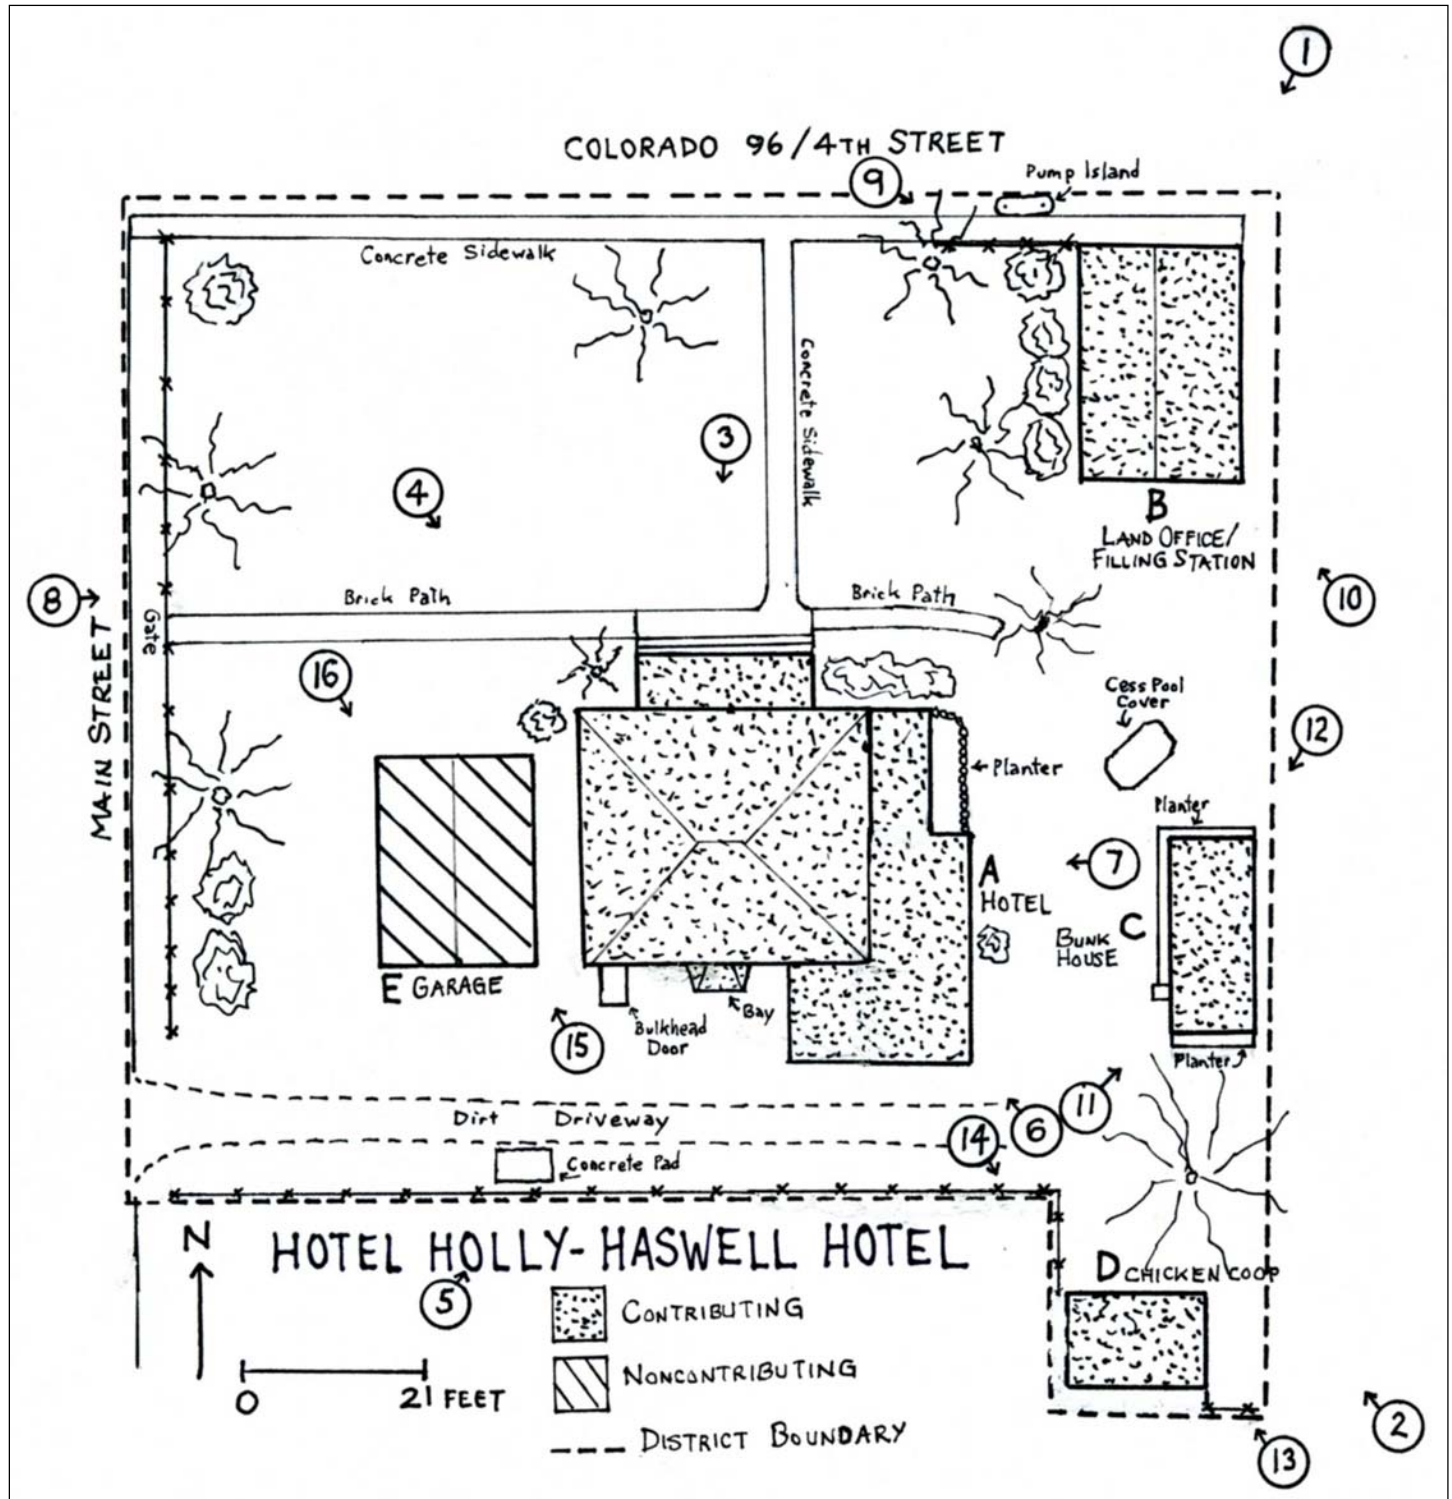 1
COLORADO 96/4TH STREET
9
Pump Island
Concrete Sidewalk
Concrete Sidewalk
3
4
B
LAND OFFICE/
FILLING STATION
8
Gate
MAIN STREET
Brick Path
Brick Path
10
16
Cess Pool
Cover
12
Planter
Planter
7
A
HOTEL
C
BUNK
HOUSE
E GARAGE
Bay
Bulkhead
Door
15
Planter
11
6
14
Dirt Driveway
Concrete Pad
N
HOTEL HOLLY-HASWELL HOTEL
D CHICKEN COOP
5
CONTRIBUTING
NONCONTRIBUTING
0 21 FEET
DISTRICT BOUNDARY
2
13